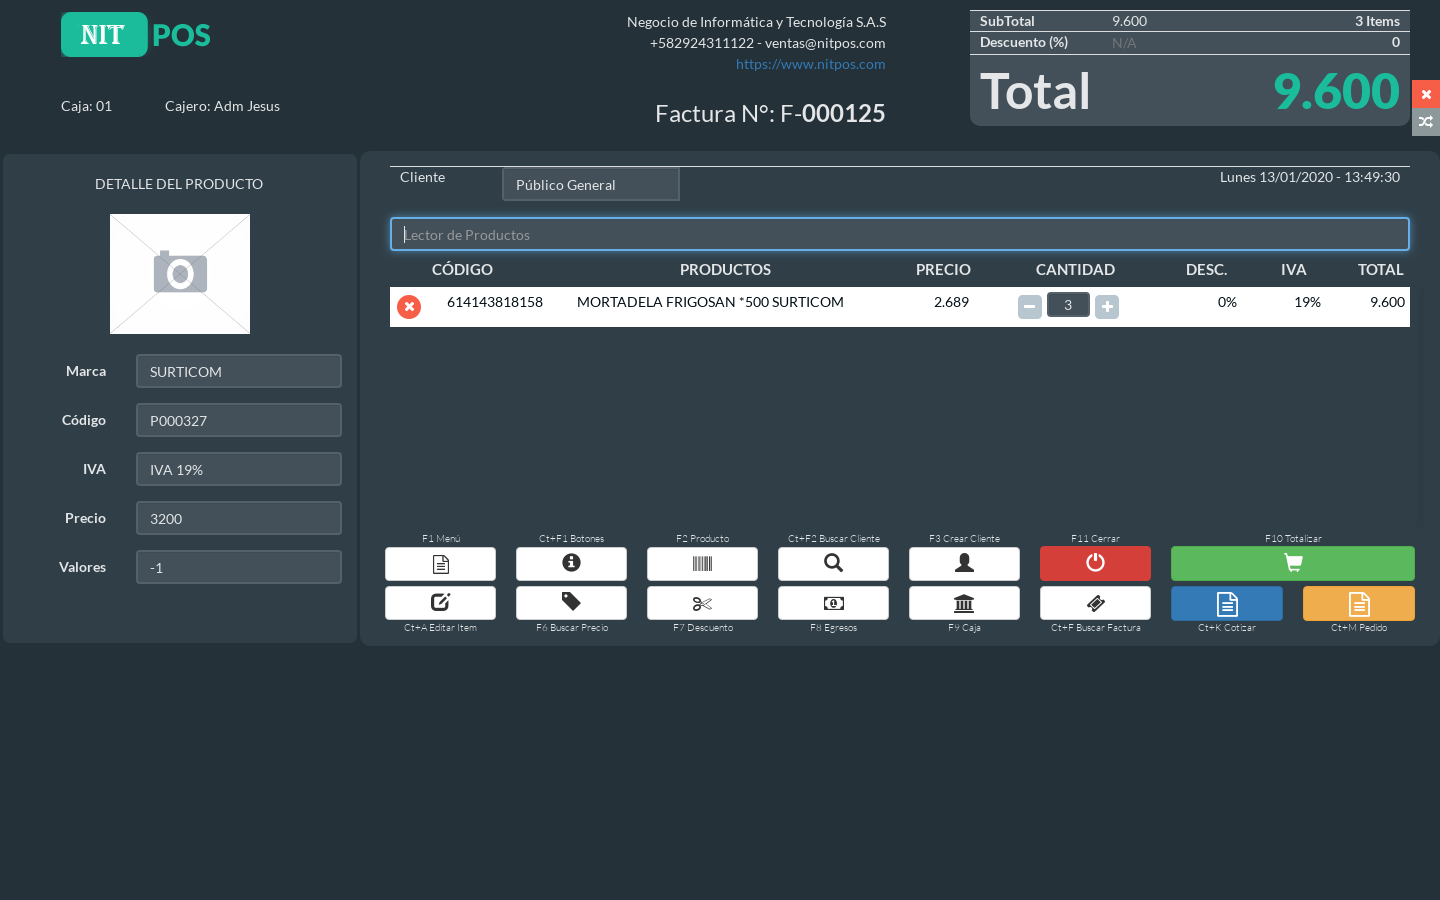 NIT POS
Caja: 01
Cajero: Adm Jesus
Negocio de Informática y Tecnología S.A.S
+582924311122 - ventas@nitpos.com
https://www.nitpos.com
Factura N°: F-000125
SubTotal 9.600 3 Items
Descuento (%) N/A 0
Total 9.600
DETALLE DEL PRODUCTO
Marca SURTICOM
Código P000327
IVA IVA 19%
Precio 3200
Valores -1
Cliente Público General Lunes 13/01/2020 - 13:49:30
Lector de Productos
CÓDIGO PRODUCTOS PRECIO CANTIDAD DESC. IVA TOTAL
614143818158 MORTADELA FRIGOSAN *500 SURTICOM 2.689 3 0% 19% 9.600
F1 Menú Ct+F1 Botones F2 Producto Ct+F2 Buscar Cliente F3 Crear Cliente F11 Cerrar F10 Totalizar
Ct+A Editar Item F6 Buscar Precio F7 Descuento F8 Egresos F9 Caja Ct+F Buscar Factura Ct+K Cotizar Ct+M Pedido